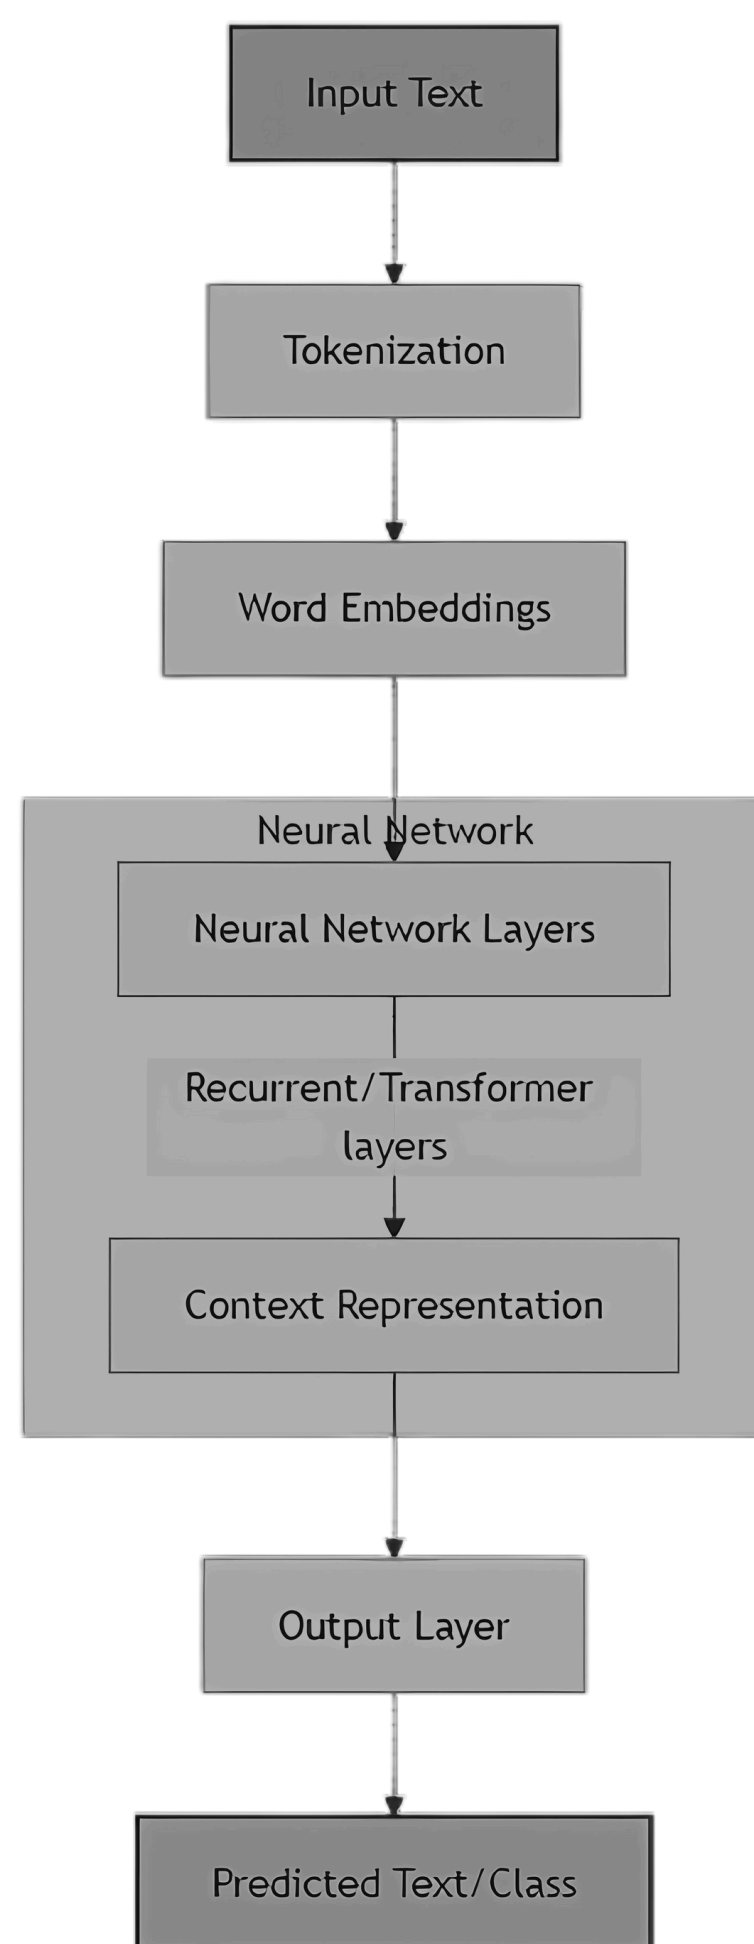 Input Text
Tokenization
Word Embeddings
Neural Network
Neural Network Layers
Recurrent/Transformer
layers
Context Representation
Output Layer
Predicted Text/Class